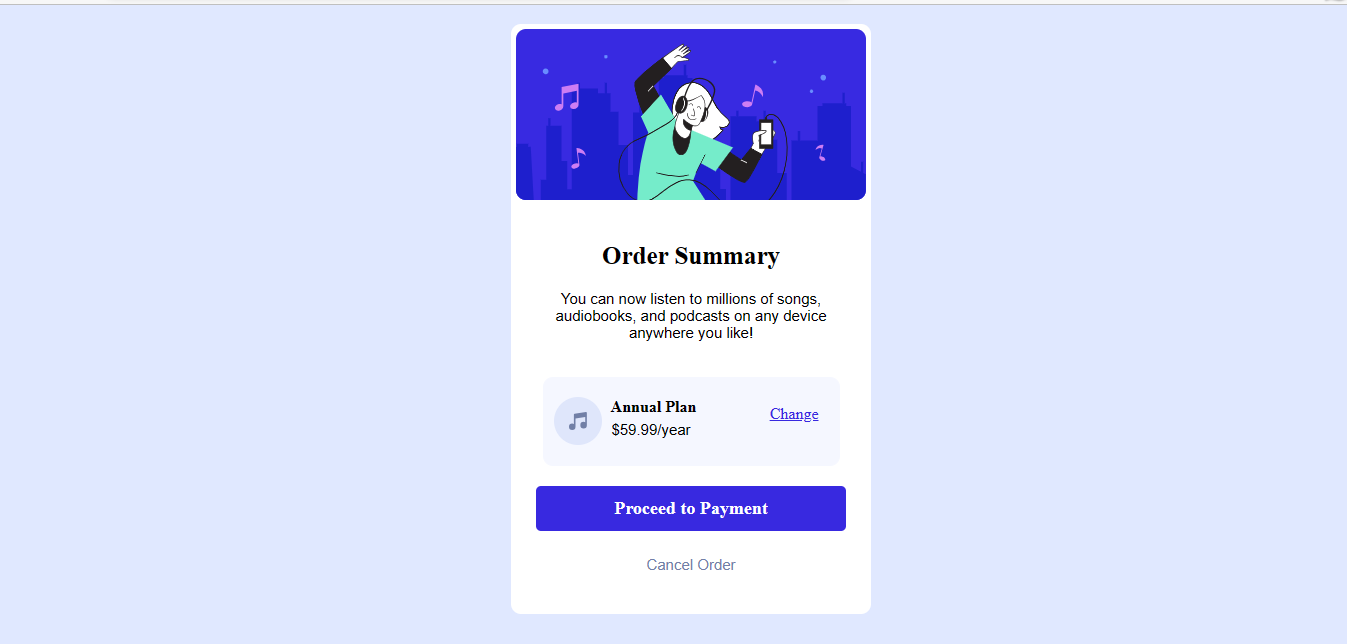 Order Summary
You can now listen to millions of songs,
audiobooks, and podcasts on any device
anywhere you like!
Annual Plan
$59.99/year
Change
Proceed to Payment
Cancel Order